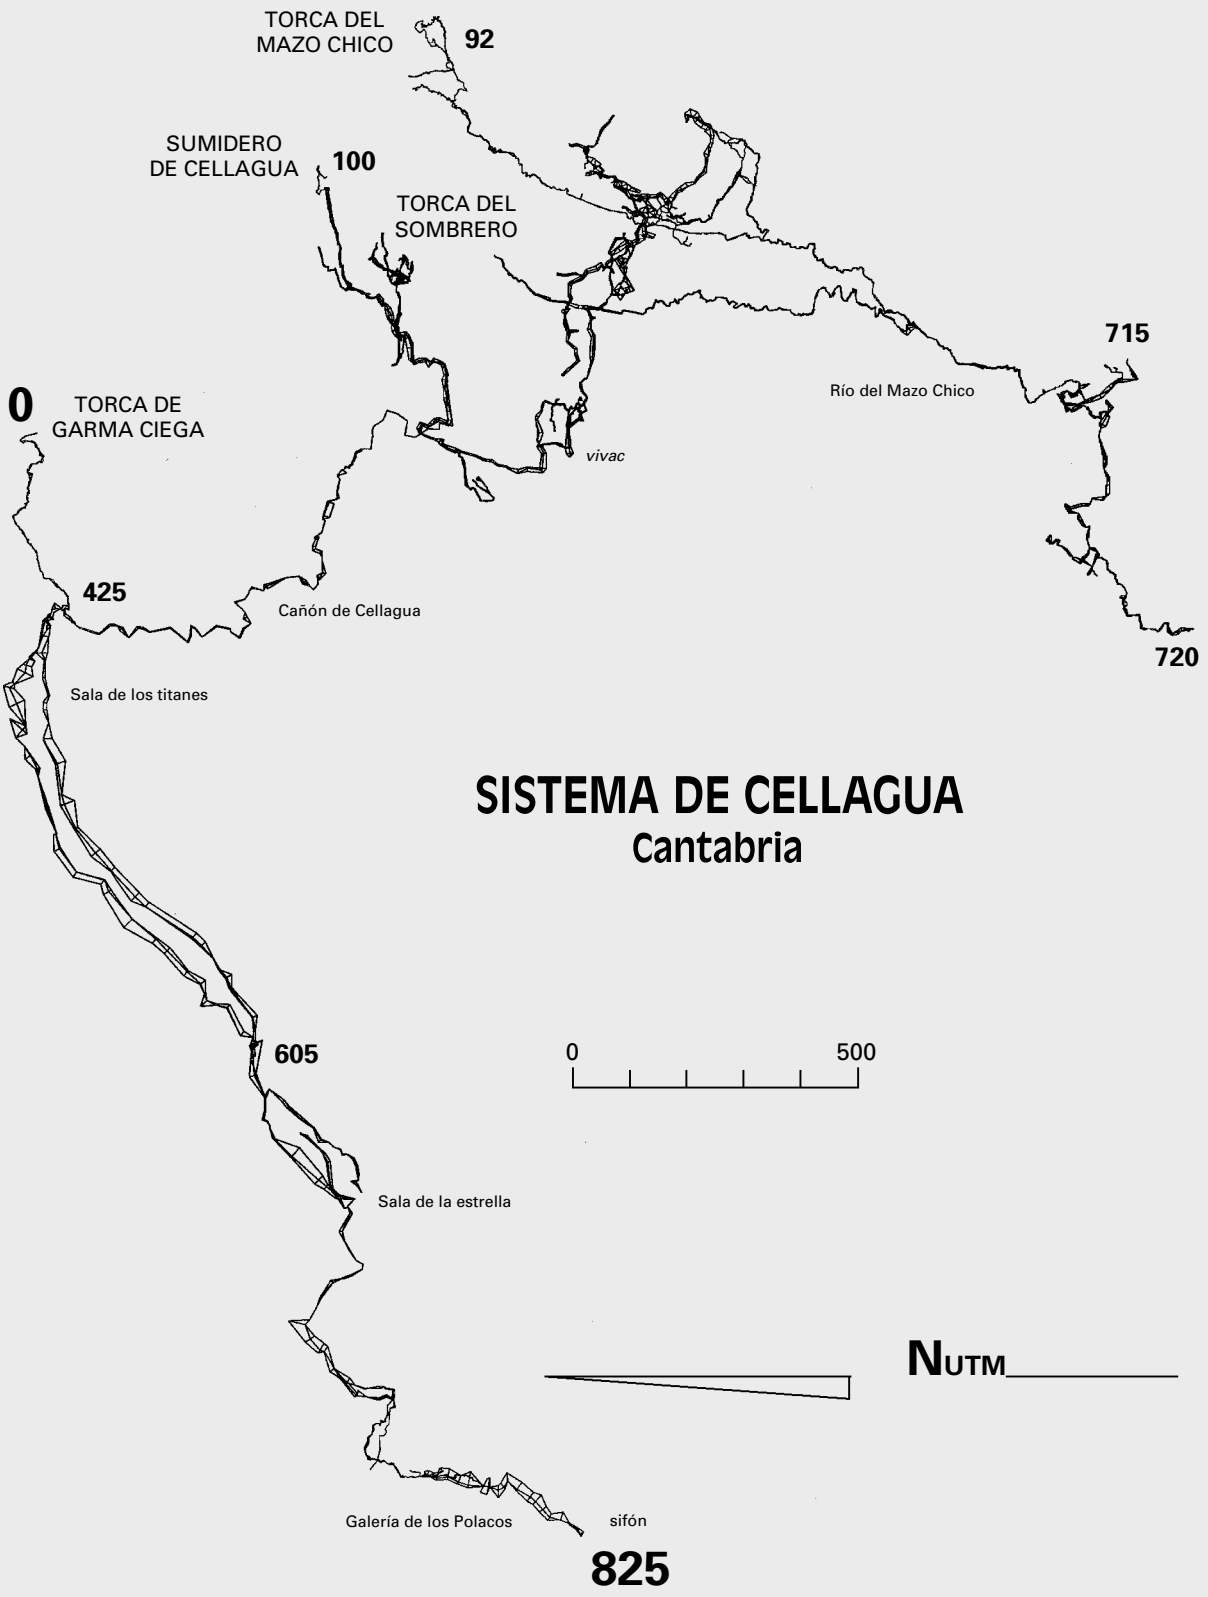 TORCA DEL
MAZO CHICO
92
SUMIDERO
DE CELLAGUA
100
TORCA DEL
SOMBRERO
715
Río del Mazo Chico
0
TORCA DE
GARMA CIEGA
vivac
425
Cañón de Cellagua
720
Sala de los titanes
SISTEMA DE CELLAGUA
Cantabria
605
0 500
Sala de la estrella
NUTM
Galería de los Polacos
sifón
825